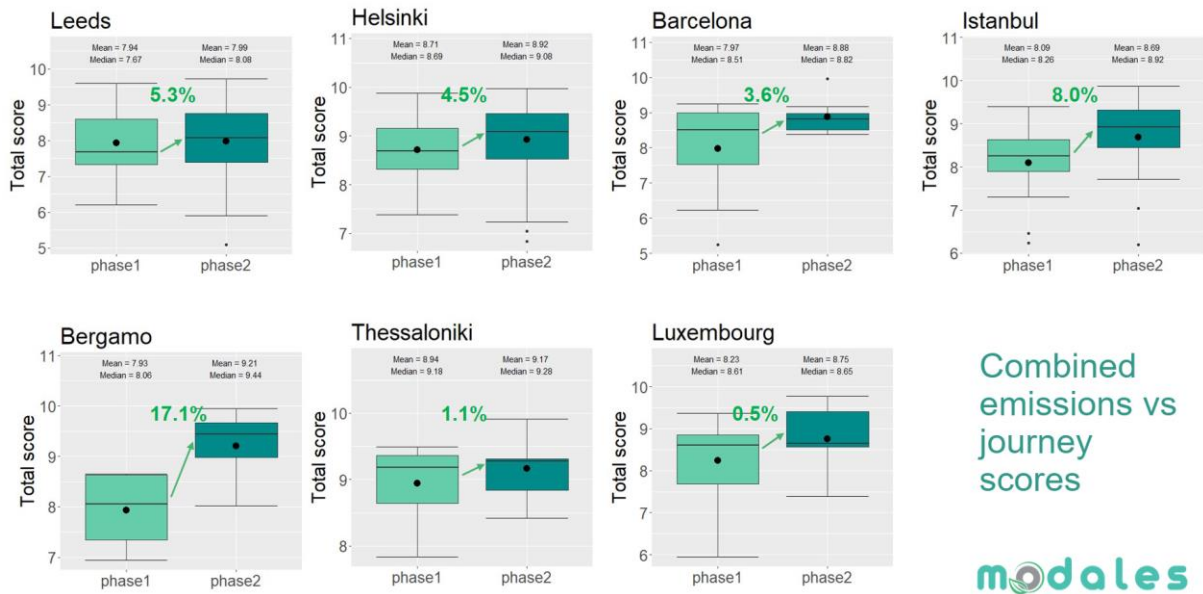 Leeds
Mean = 7.94 Mean = 7.99
Median = 7.67 Median = 8.08
5.3%
Total score
10
9
8
7
6
5
phase1 phase2
Helsinki
Mean = 8.71 Mean = 8.92
Median = 8.69 Median = 9.08
4.5%
Total score
11
10
9
8
7
phase1 phase2
Barcelona
Mean = 7.97 Mean = 8.88
Median = 8.51 Median = 8.82
3.6%
Total score
11
10
9
8
7
6
5
phase1 phase2
Istanbul
Mean = 8.09 Mean = 8.69
Median = 8.26 Median = 8.92
8.0%
Total score
11
10
9
8
7
6
phase1 phase2
Bergamo
Mean = 7.93 Mean = 9.21
Median = 8.06 Median = 9.44
17.1%
Total score
11
10
9
8
7
phase1 phase2
Thessaloniki
Mean = 8.94 Mean = 9.17
Median = 9.18 Median = 9.28
1.1%
Total score
10
9
8
phase1 phase2
Luxembourg
Mean = 8.23 Mean = 8.75
Median = 8.61 Median = 8.65
0.5%
Total score
10
9
8
7
6
phase1 phase2
Combined
emissions vs
journey
scores
modales